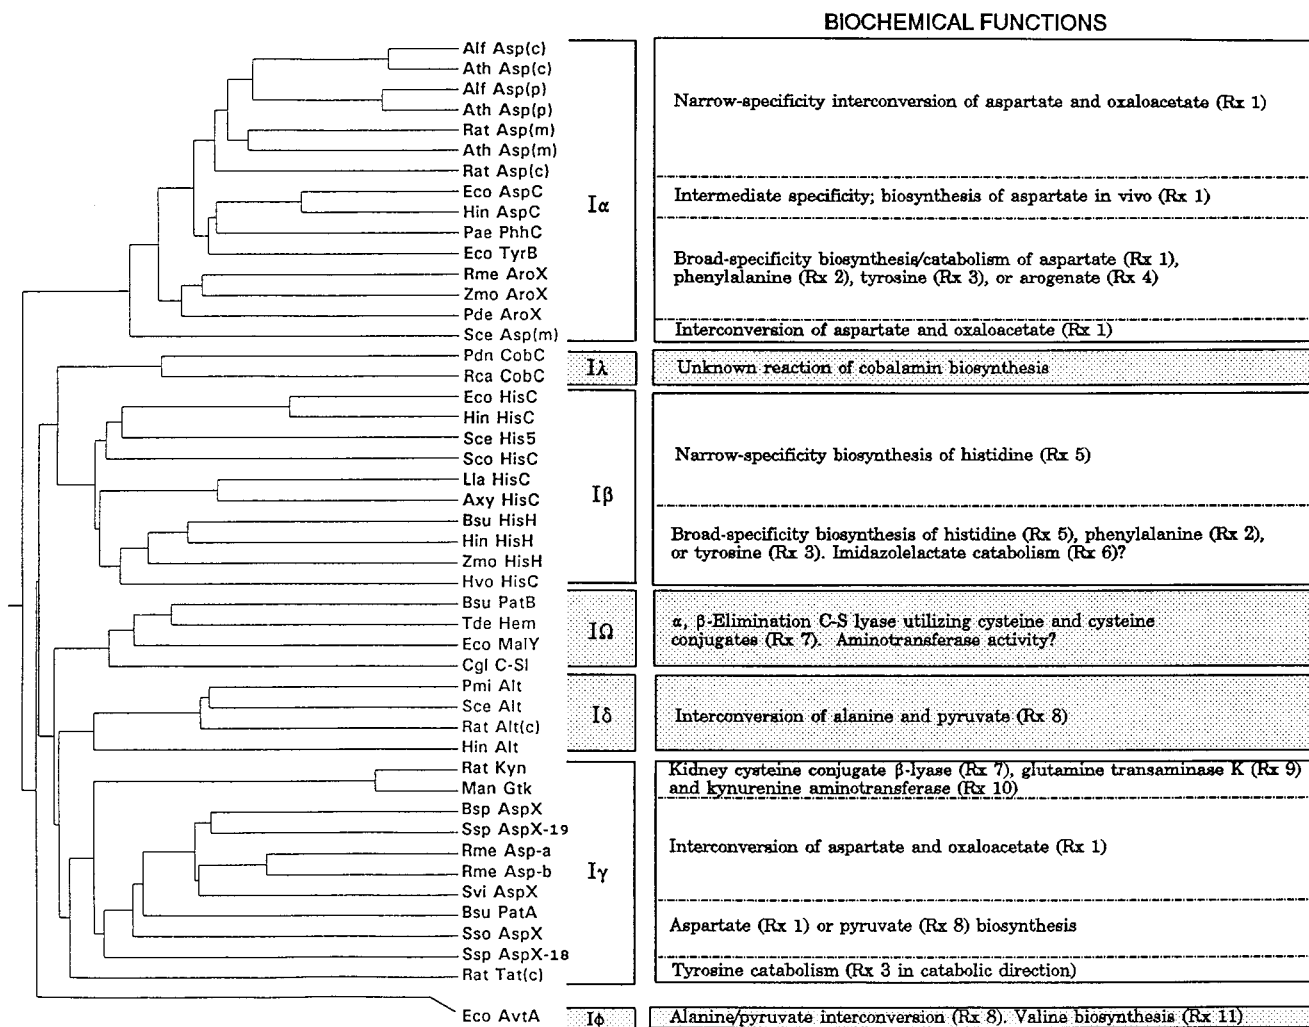 BIOCHEMICAL FUNCTIONS
Alf Asp(c)
Ath Asp(c)
Alf Asp(p)
Ath Asp(p)
Rat Asp(m)
Ath Asp(m)
Rat Asp(c)
Eco AspC
Hin AspC
Pae PhhC
Eco TyrB
Rme AroX
Zmo AroX
Pde AroX
Sce Asp(m)
Iα
Narrow-specificity interconversion of aspartate and oxaloacetate (Rx 1)
Intermediate specificity; biosynthesis of aspartate in vivo (Rx 1)
Broad-specificity biosynthesis/catabolism of aspartate (Rx 1),
phenylalanine (Rx 2), tyrosine (Rx 3), or arogenate (Rx 4)
Interconversion of aspartate and oxaloacetate (Rx 1)
Pdn CobC
Rca CobC
Iλ
Unknown reaction of cobalamin biosynthesis
Eco HisC
Hin HisC
Sce His5
Sco HisC
Lla HisC
Axy HisC
Bsu HisH
Hin HisH
Zmo HisH
Hvo HisC
Iβ
Narrow-specificity biosynthesis of histidine (Rx 5)
Broad-specificity biosynthesis of histidine (Rx 5), phenylalanine (Rx 2),
or tyrosine (Rx 3). Imidazolelactate catabolism (Rx 6)?
Bsu PatB
Tde Hem
Eco MalY
Cgl C-Sl
IΩ
α, β-Elimination C-S lyase utilizing cysteine and cysteine
conjugates (Rx 7). Aminotransferase activity?
Pmi Alt
Sce Alt
Rat Alt(c)
Hin Alt
Iδ
Interconversion of alanine and pyruvate (Rx 8)
Rat Kyn
Man Gtk
Bsp AspX
Ssp AspX-19
Rme Asp-a
Rme Asp-b
Svi AspX
Bsu PatA
Sso AspX
Ssp AspX-18
Rat Tat(c)
Iγ
Kidney cysteine conjugate β-lyase (Rx 7), glutamine transaminase K (Rx 9)
and kynurenine aminotransferase (Rx 10)
Interconversion of aspartate and oxaloacetate (Rx 1)
Aspartate (Rx 1) or pyruvate (Rx 8) biosynthesis
Tyrosine catabolism (Rx 3 in catabolic direction)
Eco AvtA
Iϕ
Alanine/pyruvate interconversion (Rx 8). Valine biosynthesis (Rx 11)